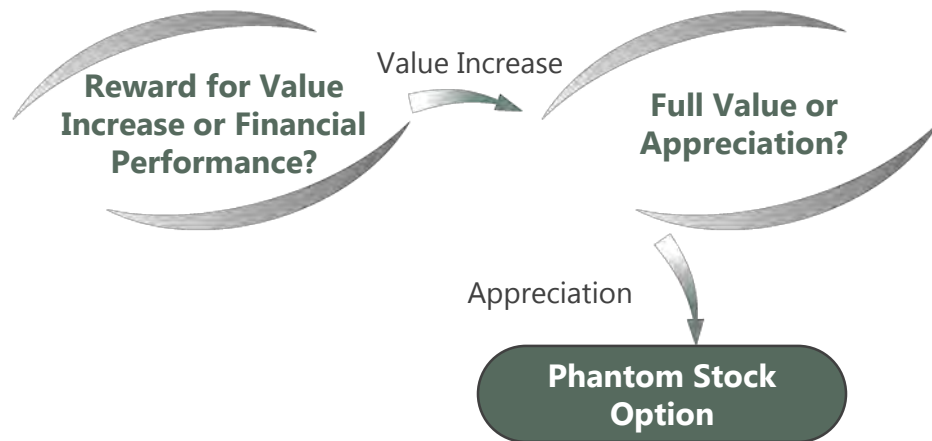 Reward for Value
Increase or Financial
Performance?
Value Increase
Full Value or
Appreciation?
Appreciation
Phantom Stock
Option